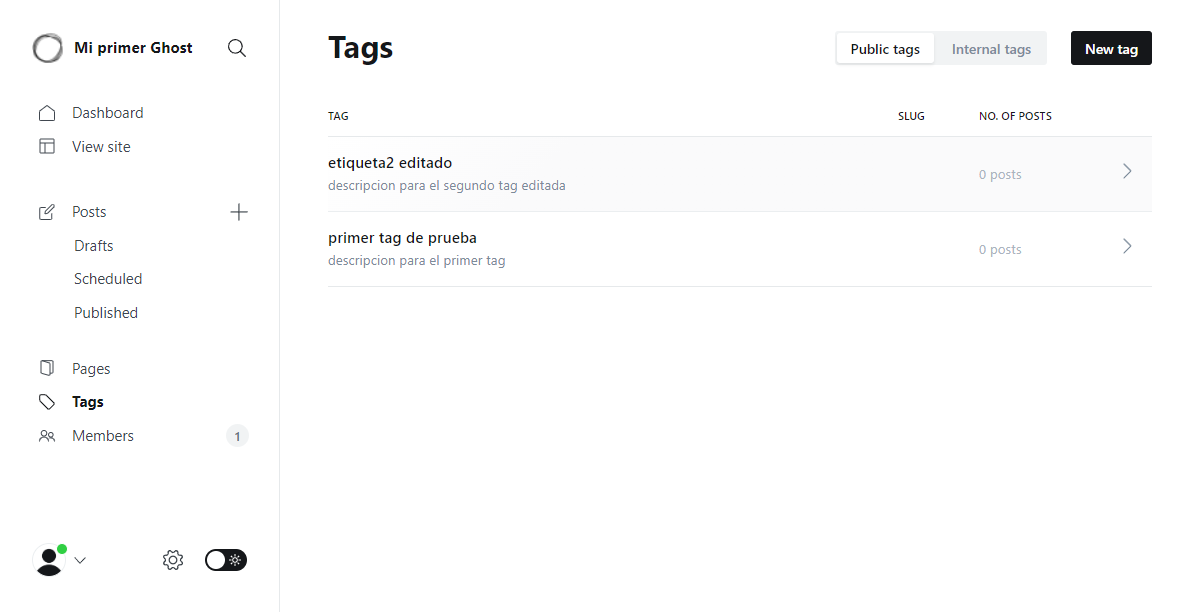 Mi primer Ghost
Dashboard
View site
Posts
Drafts
Scheduled
Published
Pages
Tags
Members 1
Tags
Public tags Internal tags New tag
TAG SLUG NO. OF POSTS
etiqueta2 editado
descripcion para el segundo tag editada
0 posts
primer tag de prueba
descripcion para el primer tag
0 posts